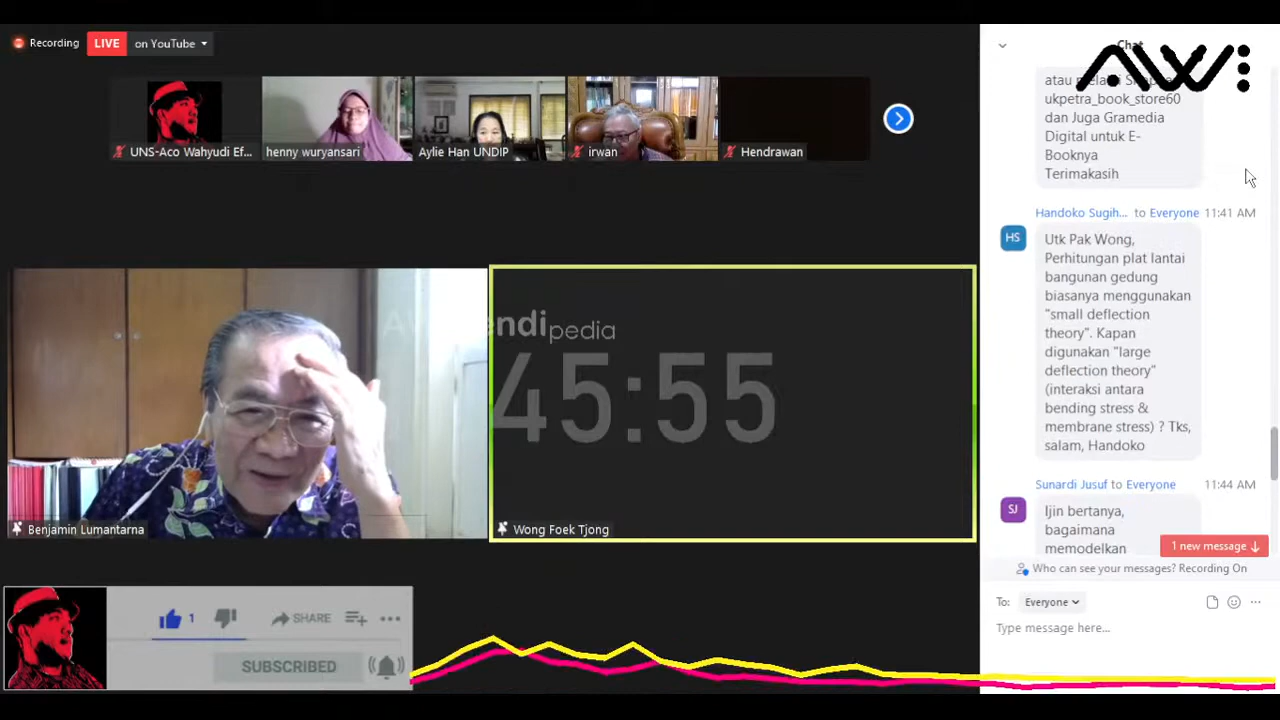 Recording
LIVE
on YouTube
UNS-Aco Wahyudi Ef...
henny wuryansari
Aylie Han UNDIP
irwan
Hendrawan
pedia
45:55
Benjamin Lumantarna
Wong Foek Tjong
1
SHARE
SUBSCRIBED
Chat
AW
ukpetra_book_store60
dan Juga Gramedia
Digital untuk E-
Booknya
Terimakasih
Handoko Sugih... to Everyone 11:41 AM
HS
Utk Pak Wong,
Perhitungan plat lantai
bangunan gedung
biasanya menggunakan
"small deflection
theory". Kapan
digunakan "large
deflection theory"
(interaksi antara
bending stress &
membrane stress) ? Tks,
salam, Handoko
Sunardi Jusuf to Everyone 11:44 AM
SJ
Ijin bertanya,
bagaimana
memodelkan
1 new message
Who can see your messages? Recording On
To: Everyone
Type message here...